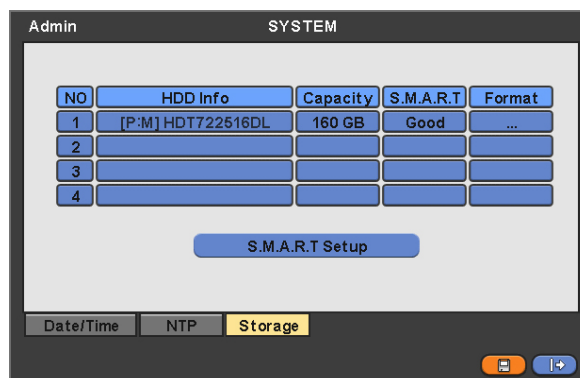 Admin SYSTEM
NO HDD Info Capacity S.M.A.R.T Format
1 [P:M] HDT722516DL 160 GB Good ...
2
3
4
S.M.A.R.T Setup
Date/Time NTP Storage